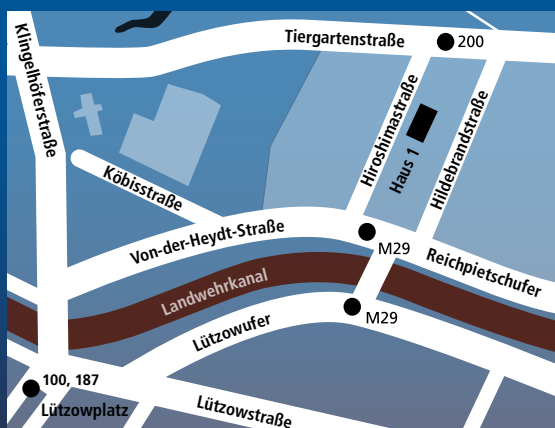 Klingelhöferstraße
Tiergartenstraße
200
Hiroshimastraße
Haus 1
Hildebrandstraße
Köbisstraße
Von-der-Heydt-Straße
M29
Reichpietschufer
Landwehrkanal
M29
Lützowufer
100, 187
Lützowplatz
Lützowstraße